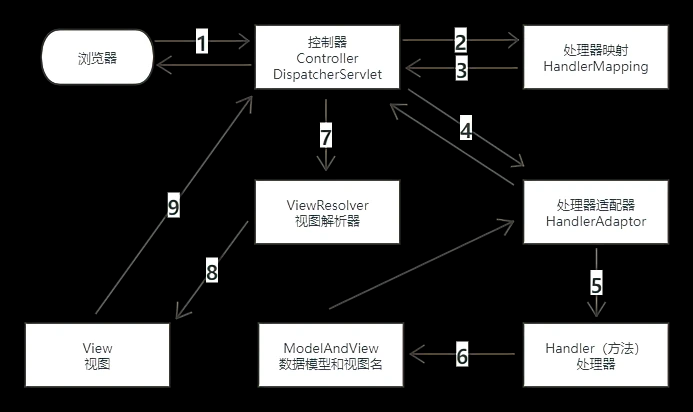 浏览器
1
控制器
Controller
DispatcherServlet
2
3
处理器映射
HandlerMapping
4
7
9
ViewResolver
视图解析器
处理器适配器
HandlerAdaptor
8
5
View
视图
ModelAndView
数据模型和视图名
6
Handler（方法）
处理器